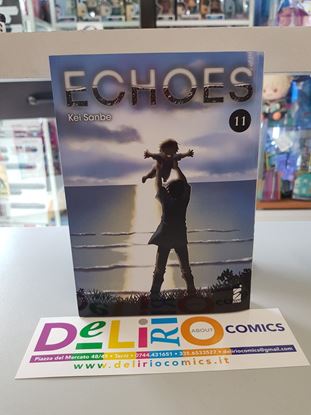 ECHOES
Kei Sanbe
11
DELIRIO ABOUT COMICS
Piazza del Mercato 48/49 • Terni • 0744.431651 • 328.6533527 • deliriocomics@gmail.com
www.deliriocomics.it